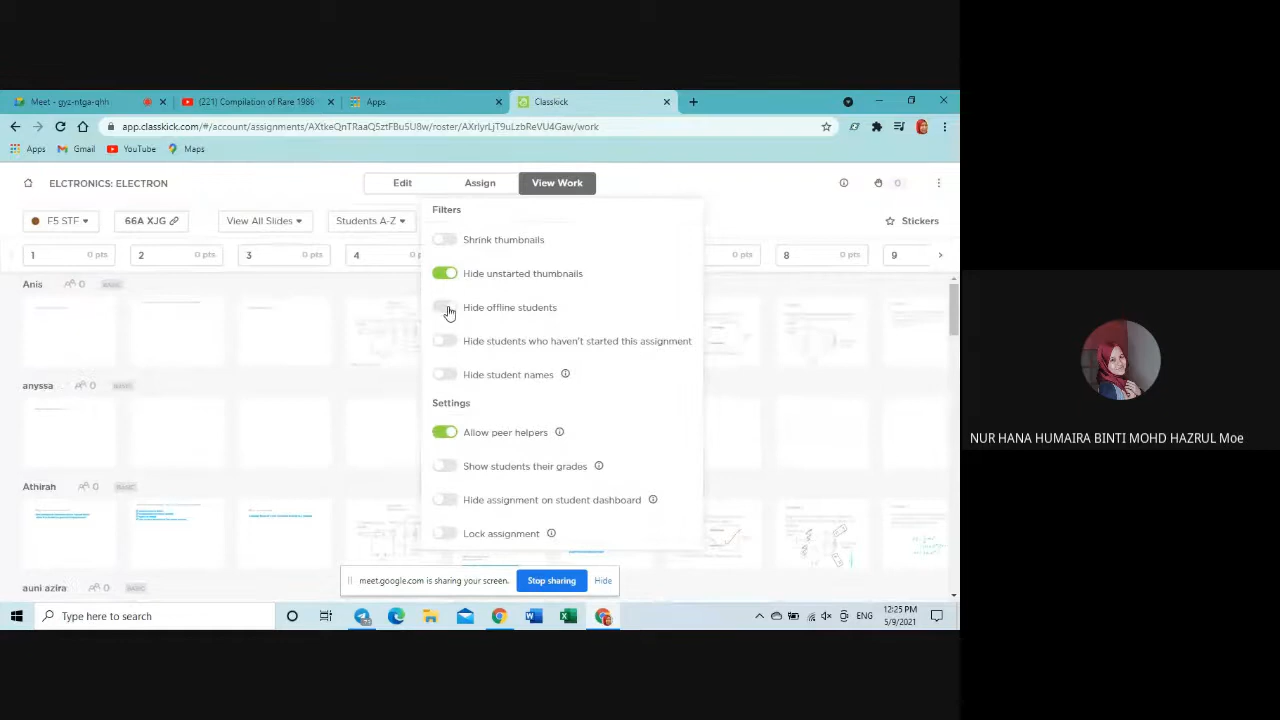 Meet - gyz-ntga-qhh
(221) Compilation of Rare 1986
Apps
Classkick
app.classkick.com/#/account/assignments/AXtkeQnTRaaQ5ztFBu5U8w/roster/AXrlyrLjT9uLzbReVU4Gaw/work
Apps Gmail YouTube Maps
ELCTRONICS: ELECTRON
Edit Assign View Work
0
F5 STF
66A XJG
View All Slides
Students A-Z
Stickers
1 0 pts 2 0 pts 3 0 pts 4 0 pts 8 0 pts 9
Filters
Shrink thumbnails
Hide unstarted thumbnails
Hide offline students
Hide students who haven't started this assignment
Hide student names
Settings
Allow peer helpers
Show students their grades
Hide assignment on student dashboard
Lock assignment
Anis 0 BASIC
anyssa 0 BASIC
Athirah 0 BASIC
auni azira 0 BASIC
meet.google.com is sharing your screen. Stop sharing Hide
Type here to search
ENG
12:25 PM
5/9/2021
NUR HANA HUMAIRA BINTI MOHD HAZRUL Moe